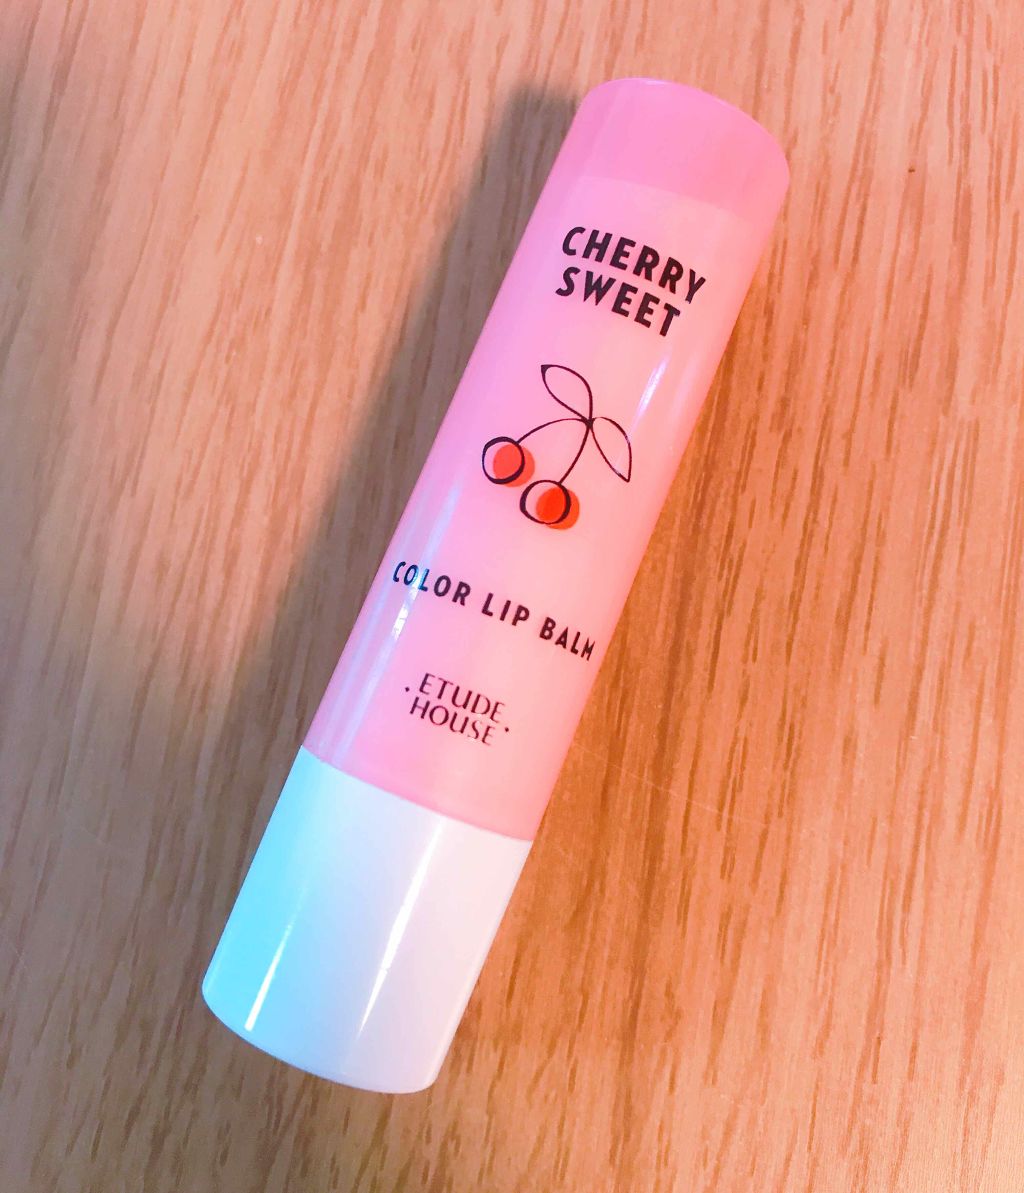 CHERRY
SWEET
COLOR LIP BALM
· ETUDE
HOUSE ·